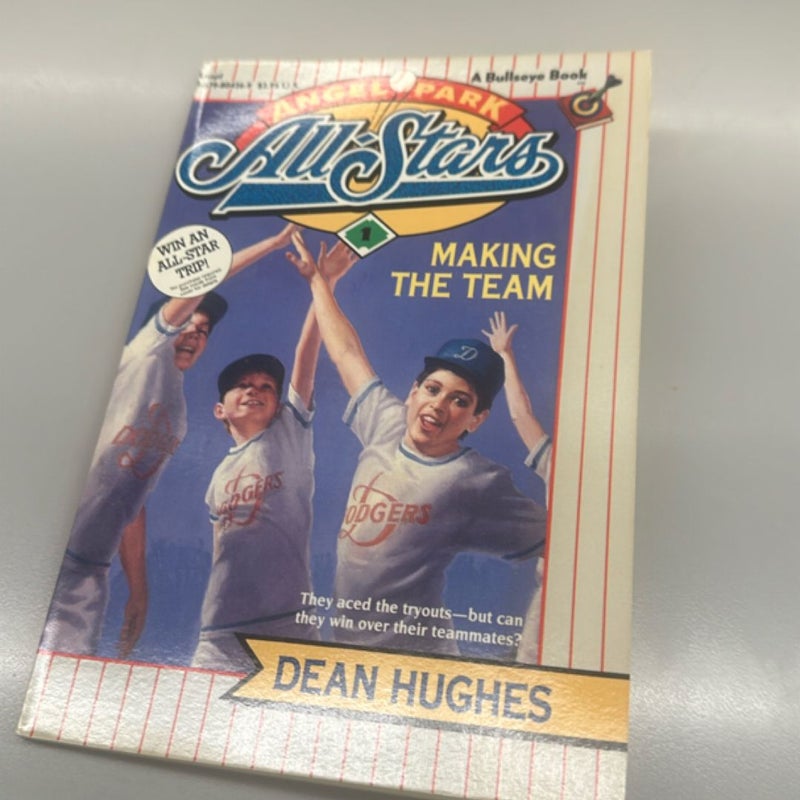 A Bullseye Book
ANGEL PARK
All-Stars
1
MAKING
THE TEAM
WIN AN
ALL-STAR
TRIP!
D
DODGERS
DODGERS
DODGERS
They aced the tryouts—but can
they win over their teammates?
DEAN HUGHES